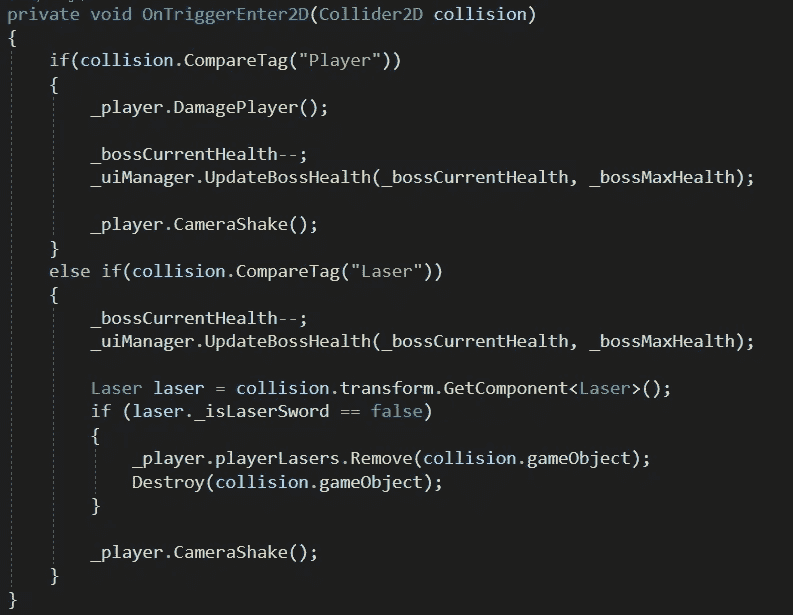 private void OnTriggerEnter2D(Collider2D collision)
{
    if(collision.CompareTag("Player"))
    {
        _player.DamagePlayer();

        _bossCurrentHealth--;
        _uiManager.UpdateBossHealth(_bossCurrentHealth, _bossMaxHealth);

        _player.CameraShake();
    }
    else if(collision.CompareTag("Laser"))
    {
        _bossCurrentHealth--;
        _uiManager.UpdateBossHealth(_bossCurrentHealth, _bossMaxHealth);

        Laser laser = collision.transform.GetComponent<Laser>();
        if (laser._isLaserSword == false)
        {
            _player.playerLasers.Remove(collision.gameObject);
            Destroy(collision.gameObject);
        }

        _player.CameraShake();
    }
}